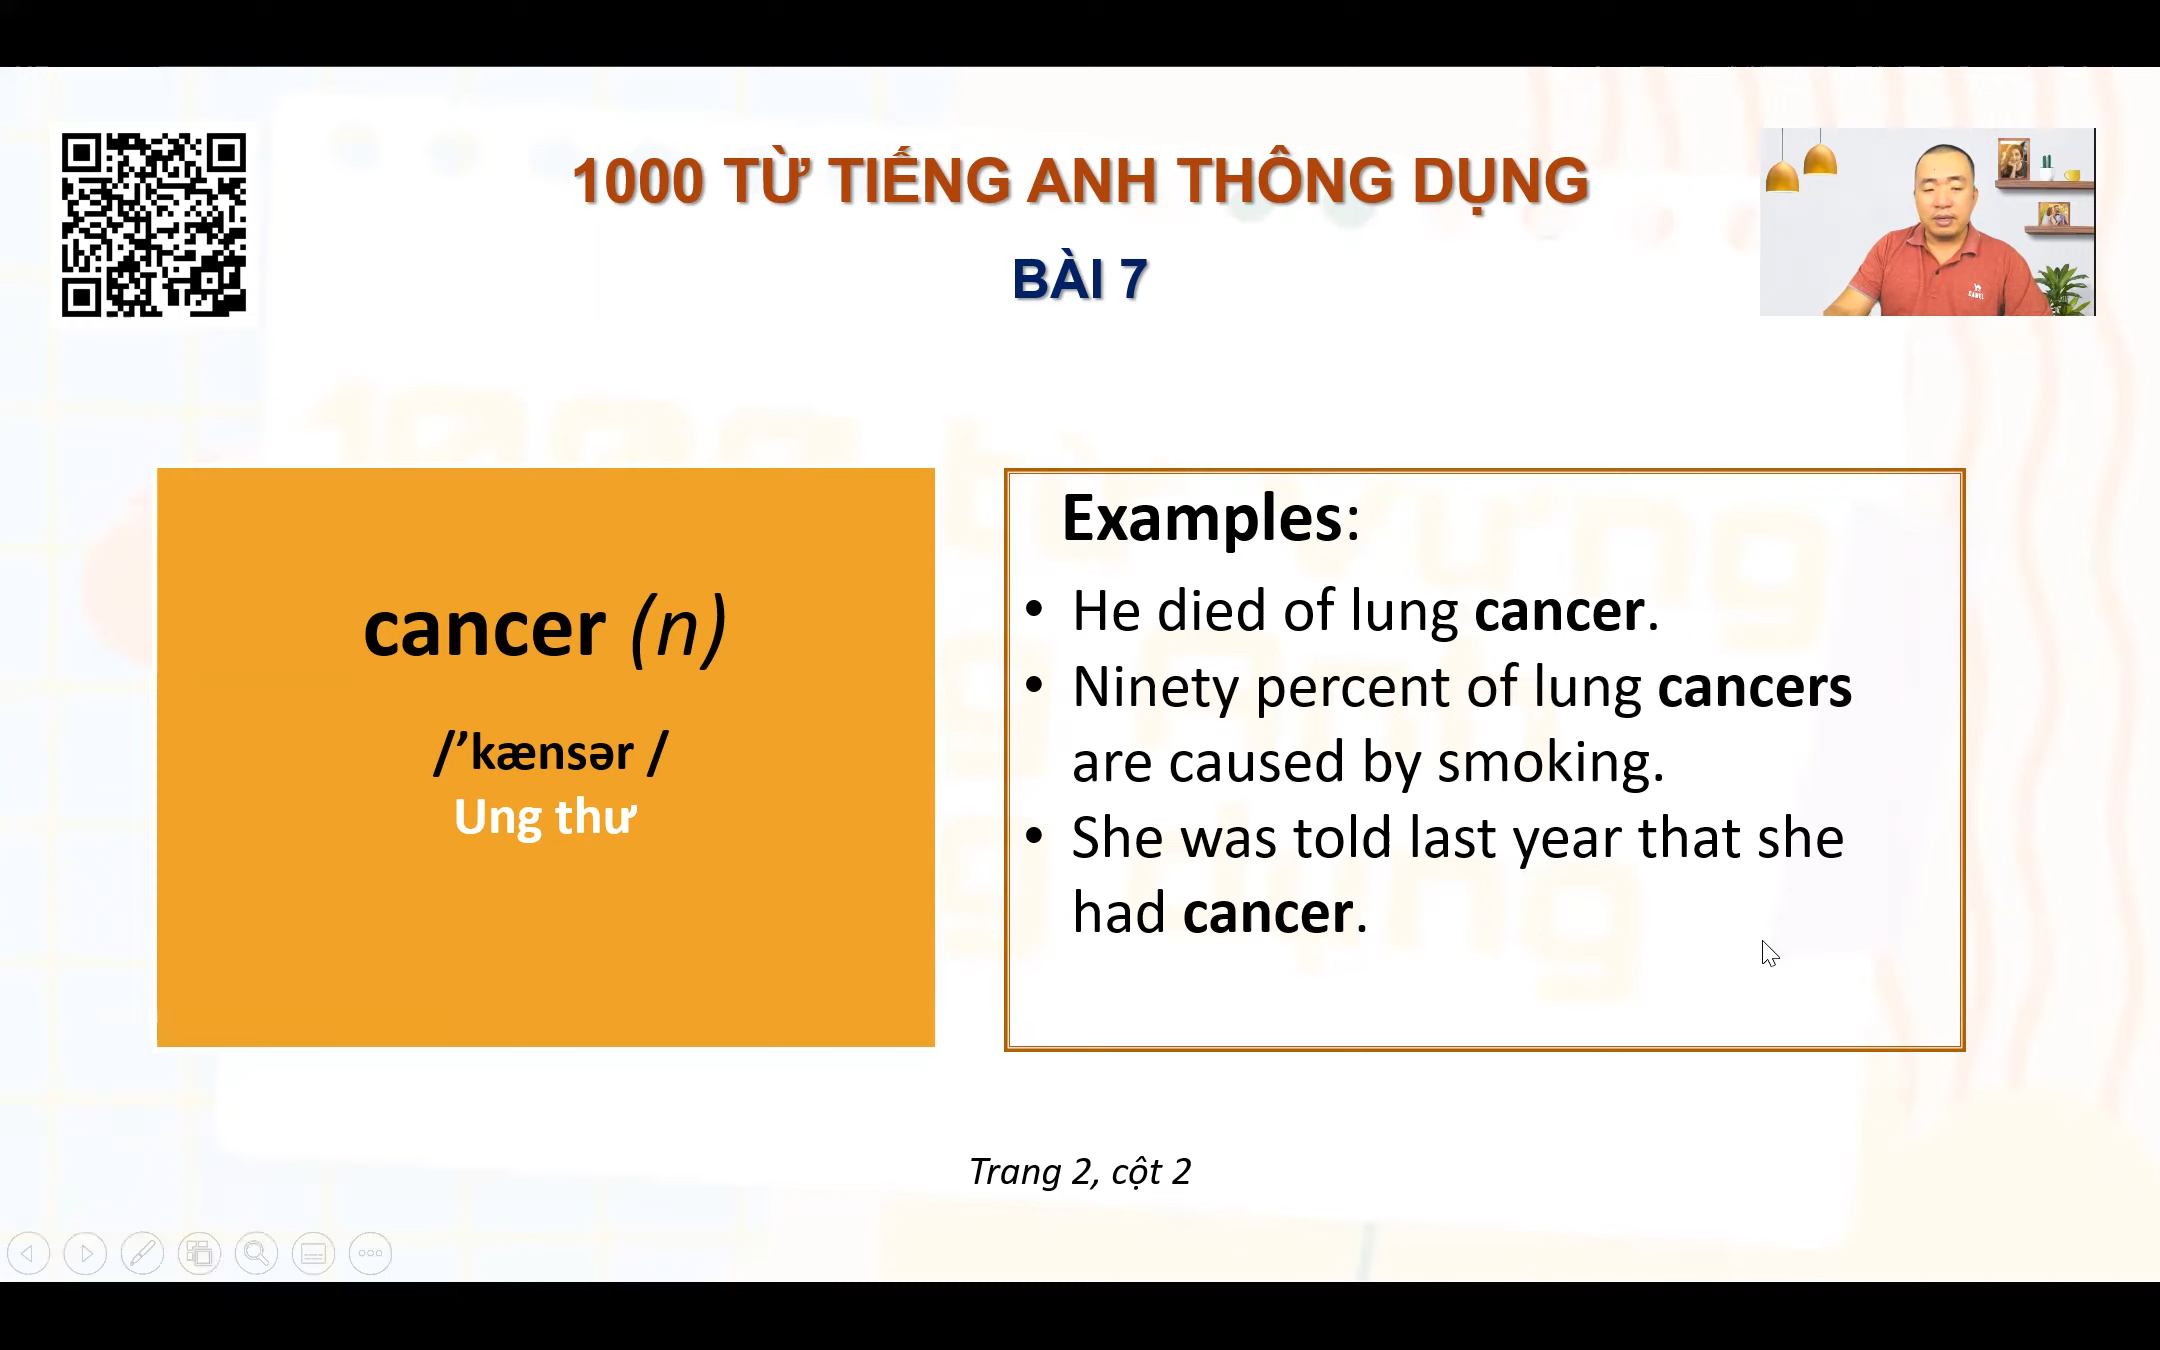 1000 TỪ TIẾNG ANH THÔNG DỤNG
BÀI 7
cancer (n)
/’kænsər /
Ung thư
Examples:
• He died of lung cancer.
• Ninety percent of lung cancers
are caused by smoking.
• She was told last year that she
had cancer.
Trang 2, cột 2